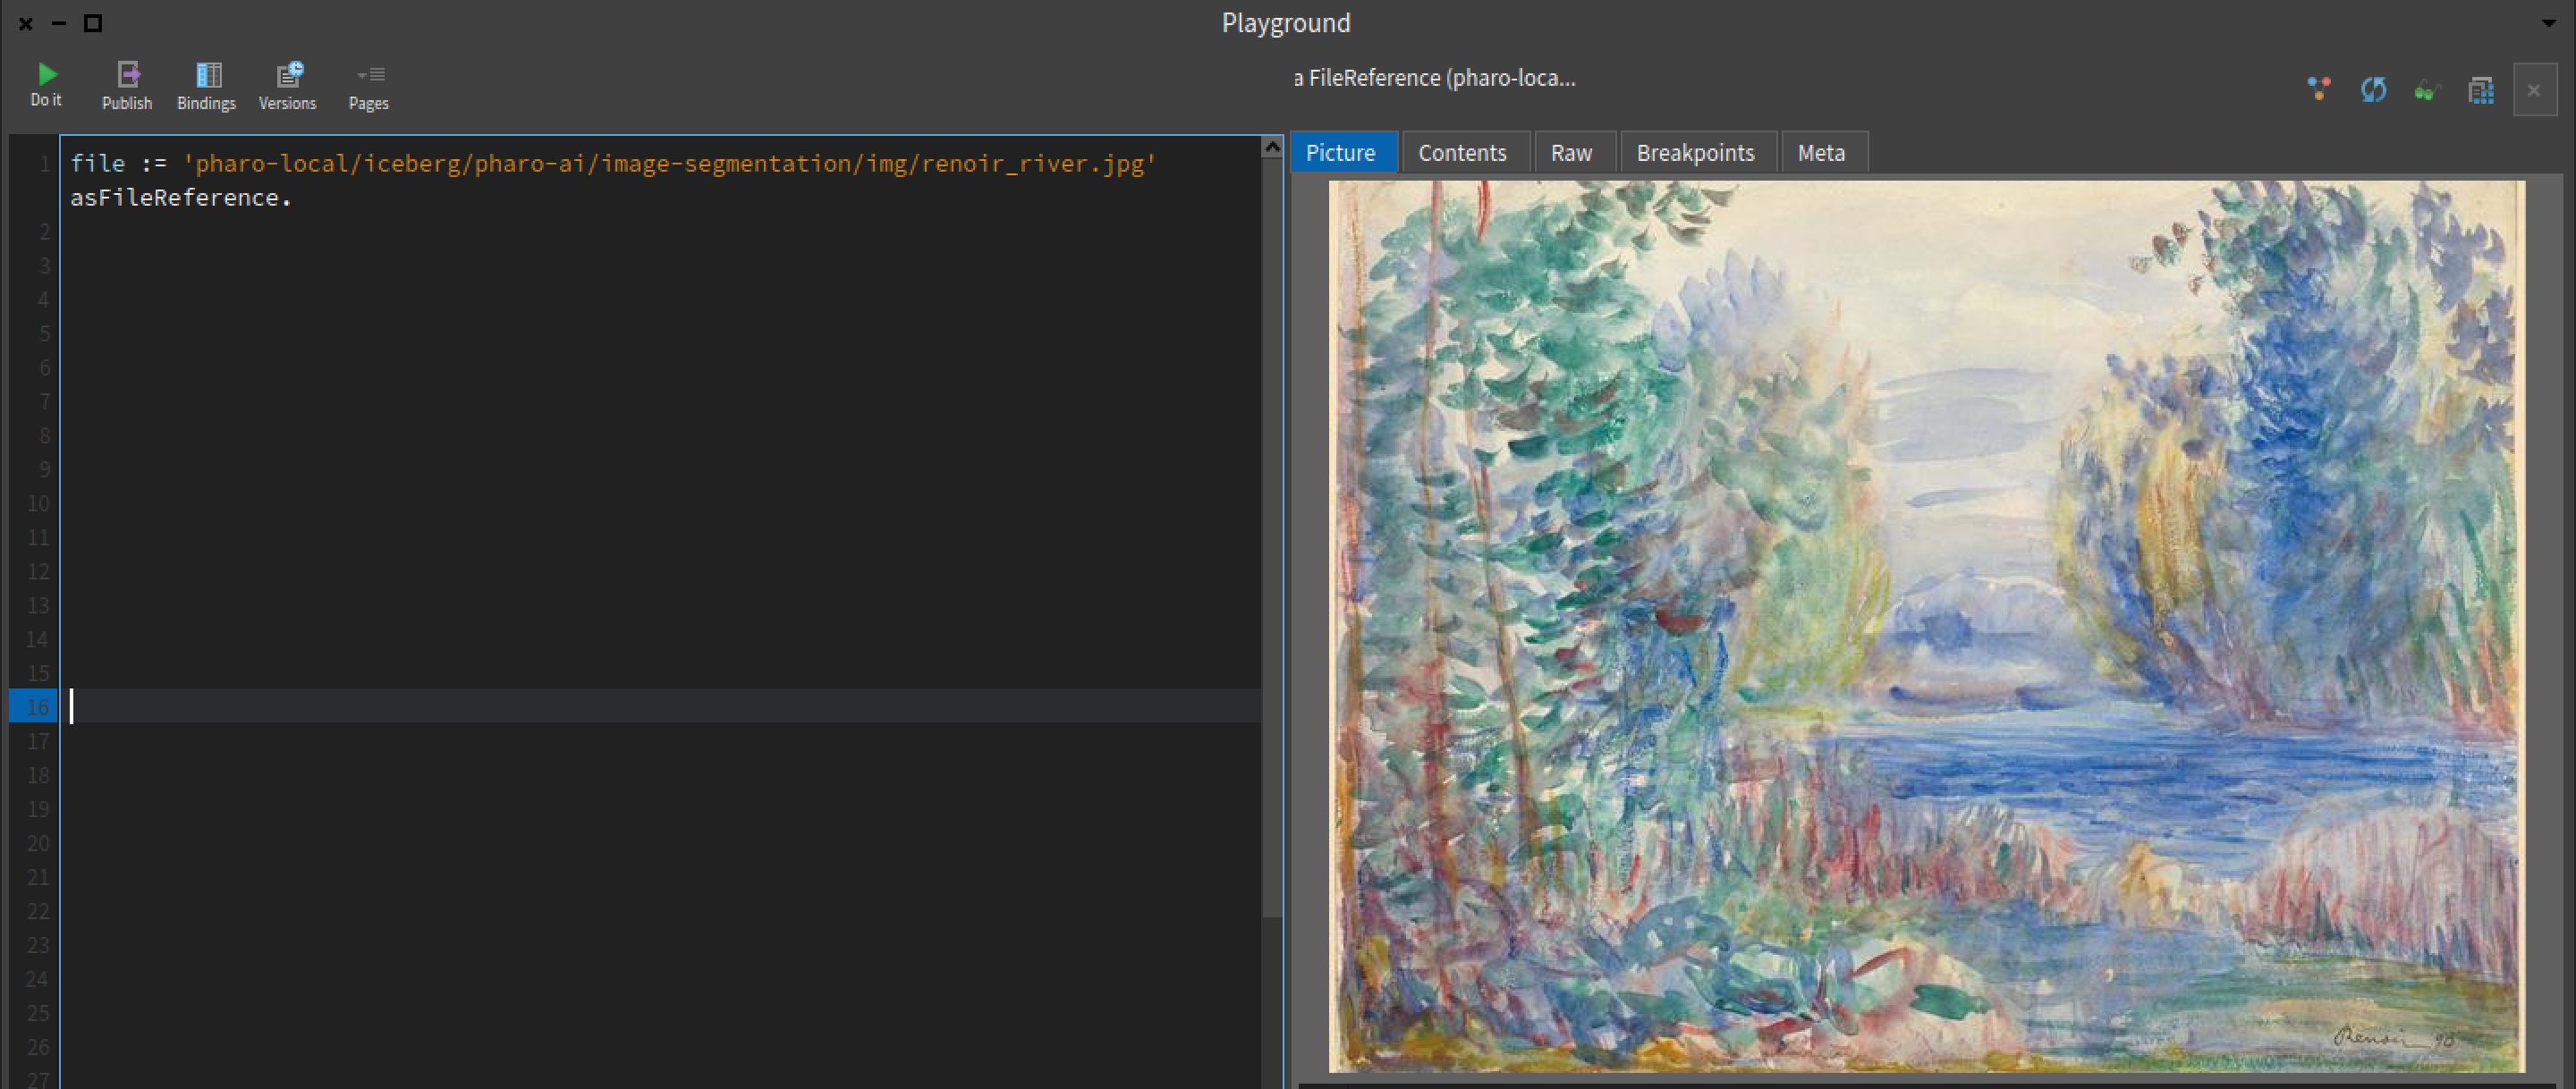 Playground
Do it
Publish
Bindings
Versions
Pages
a FileReference (pharo-loca...
1
file := 'pharo-local/iceberg/pharo-ai/image-segmentation/img/renoir_river.jpg'
asFileReference.
2
3
4
5
6
7
8
9
10
11
12
13
14
15
16
17
18
19
20
21
22
23
24
25
26
27
Picture
Contents
Raw
Breakpoints
Meta
Renoir